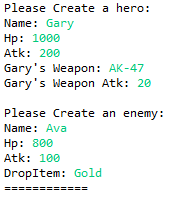 Please Create a hero:
Name: Gary
Hp: 1000
Atk: 200
Gary's Weapon: AK-47
Gary's Weapon Atk: 20

Please Create an enemy:
Name: Ava
Hp: 800
Atk: 100
DropItem: Gold
============